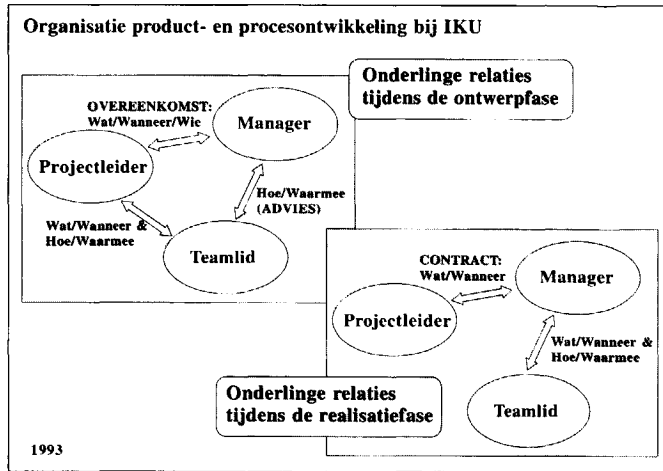 Organisatie product- en procesontwikkeling bij IKU
Onderlinge relaties
tijdens de ontwerpfase
OVEREENKOMST:
Wat/Wanneer/Wie
Manager
Projectleider
Hoe/Waarmee
(ADVIES)
Wat/Wanneer &
Hoe/Waarmee
Teamlid
CONTRACT:
Wat/Wanneer
Manager
Projectleider
Wat/Wanneer &
Hoe/Waarmee
Teamlid
Onderlinge relaties
tijdens de realisatiefase
1993